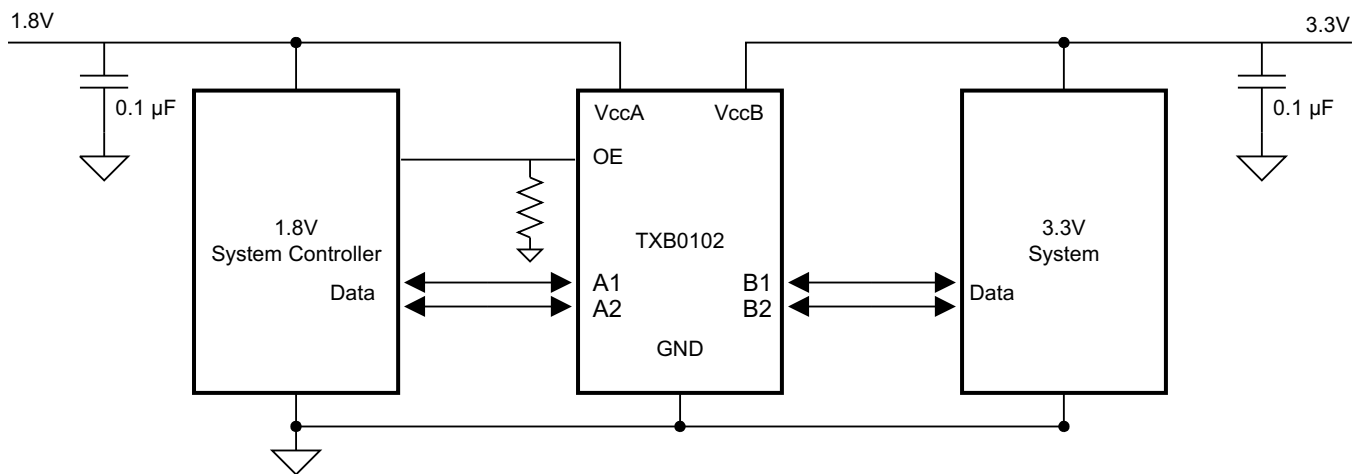 1.8V
3.3V
0.1 µF
VccA
VccB
0.1 µF
OE
1.8V
System Controller
TXB0102
3.3V
System
Data
A1
A2
B1
B2
Data
GND